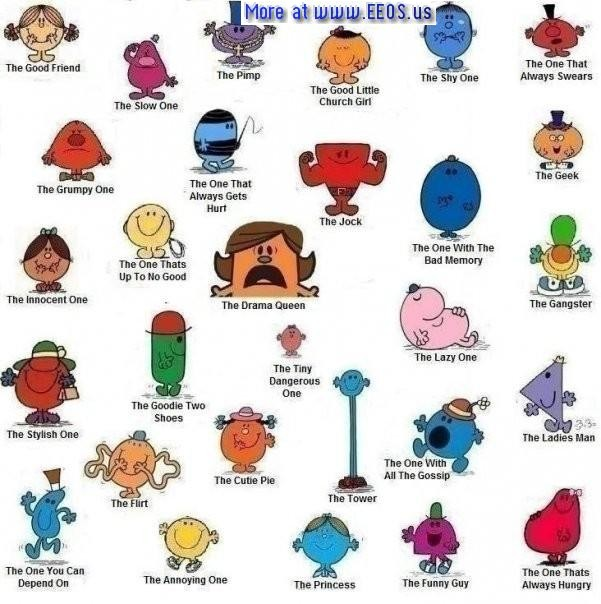 More at www.EEOS.us
The Good Friend
The Slow One
The Pimp
The Good Little
Church Girl
The Shy One
The One That
Always Swears
The Grumpy One
The One That
Always Gets
Hurt
The Jock
The One With The
Bad Memory
The Geek
The Innocent One
The One Thats
Up To No Good
The Drama Queen
The Lazy One
The Gangster
The Stylish One
The Goodie Two
Shoes
The Tiny
Dangerous
One
The Ladies Man
The Flirt
The Cutie Pie
The Tower
The One With
All The Gossip
The One You Can
Depend On
The Annoying One
The Princess
The Funny Guy
The One Thats
Always Hungry